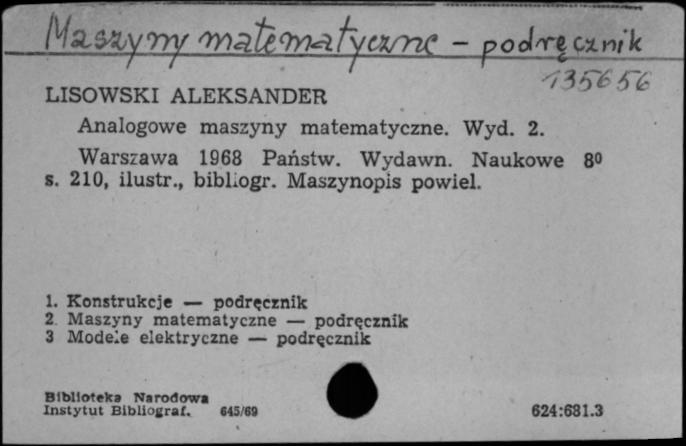 Maszyny matematyczne - podręcznik
135656
LISOWSKI ALEKSANDER
Analogowe maszyny matematyczne. Wyd. 2.
Warszawa 1968 Państw. Wydawn. Naukowe 8⁰
s. 210, ilustr., bibliogr. Maszynopis powiel.
1. Konstrukcje — podręcznik
2. Maszyny matematyczne — podręcznik
3 Modele elektryczne — podręcznik
Biblioteka Narodowa
Instytut Bibliograf. 645/69
624:681.3